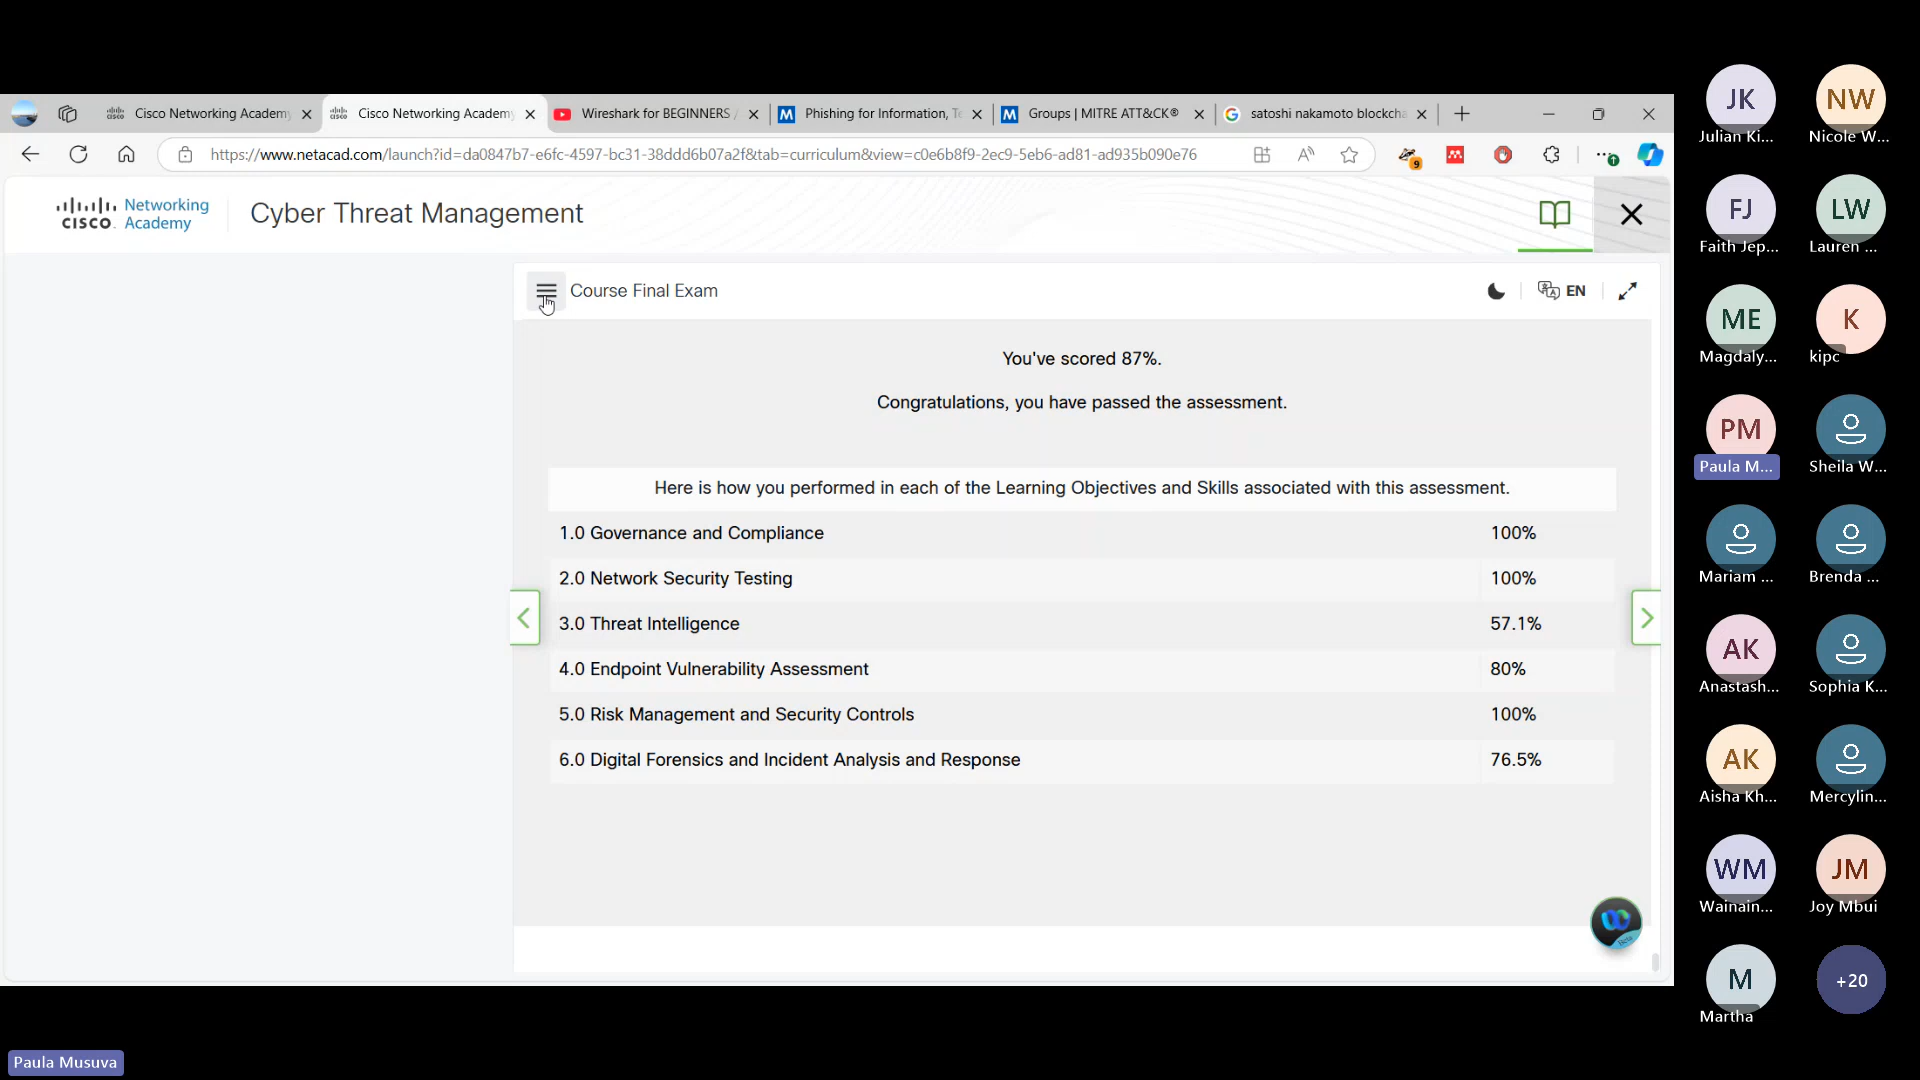 Cisco Networking Academy
Cisco Networking Academy
Wireshark for BEGINNERS
Phishing for Information, Te
Groups | MITRE ATT&CK®
satoshi nakamoto blockcha
https://www.netacad.com/launch?id=da0847b7-e6fc-4597-bc31-38ddd6b07a2f&tab=curriculum&view=c0e6b8f9-2ec9-5eb6-ad81-ad935b090e76
9
cisco Networking Academy
Cyber Threat Management
Course Final Exam
EN
You've scored 87%.
Congratulations, you have passed the assessment.
Here is how you performed in each of the Learning Objectives and Skills associated with this assessment.
1.0 Governance and Compliance 100%
2.0 Network Security Testing 100%
3.0 Threat Intelligence 57.1%
4.0 Endpoint Vulnerability Assessment 80%
5.0 Risk Management and Security Controls 100%
6.0 Digital Forensics and Incident Analysis and Response 76.5%
JK NW
Julian Ki... Nicole W...
FJ LW
Faith Jep... Lauren ...
ME K
Magdaly... kipc
PM
Paula M... Sheila W...
Mariam ... Brenda ...
AK
Anastash... Sophia K...
AK
Aisha Kh... Mercylin...
WM JM
Wainain... Joy Mbui
M +20
Martha
Paula Musuva